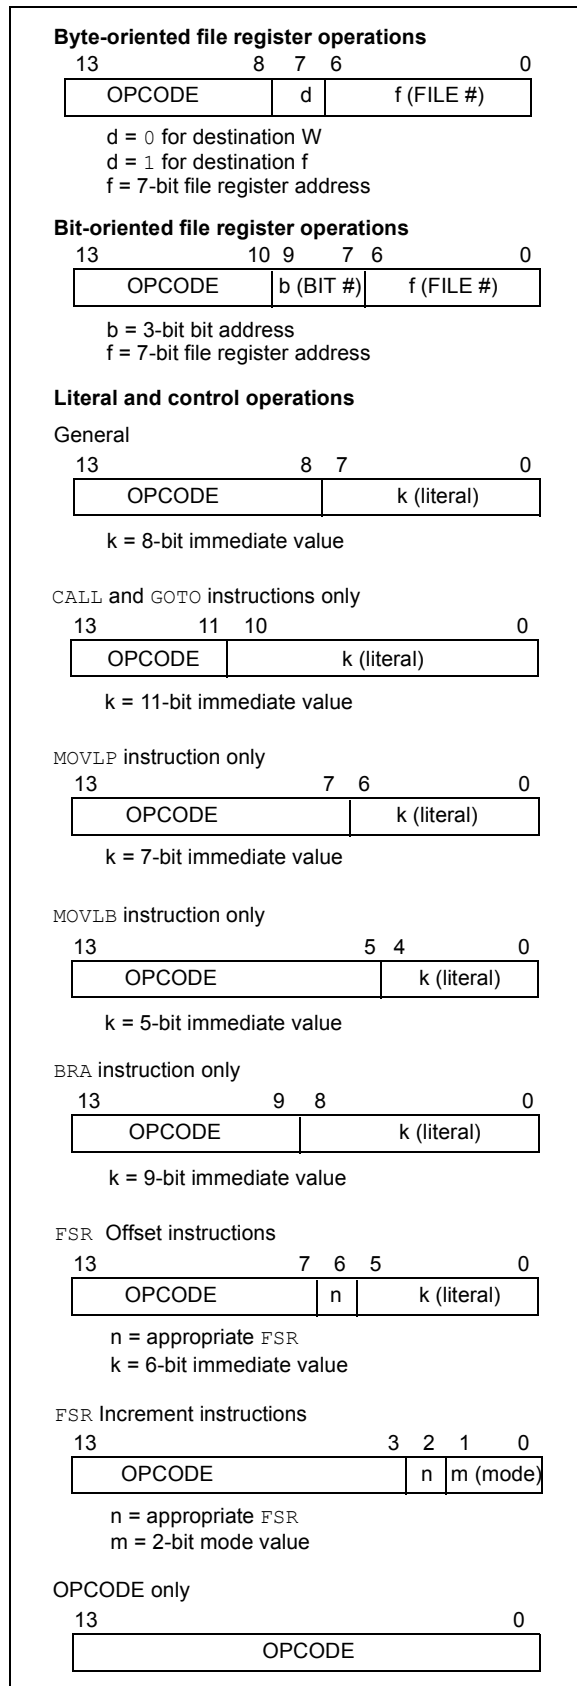 Byte-oriented file register operations
13 8 7 6 0
OPCODE d f (FILE #)
d = 0 for destination W
d = 1 for destination f
f = 7-bit file register address
Bit-oriented file register operations
13 10 9 7 6 0
OPCODE b (BIT #) f (FILE #)
b = 3-bit bit address
f = 7-bit file register address
Literal and control operations
General
13 8 7 0
OPCODE k (literal)
k = 8-bit immediate value
CALL and GOTO instructions only
13 11 10 0
OPCODE k (literal)
k = 11-bit immediate value
MOVLP instruction only
13 7 6 0
OPCODE k (literal)
k = 7-bit immediate value
MOVLB instruction only
13 5 4 0
OPCODE k (literal)
k = 5-bit immediate value
BRA instruction only
13 9 8 0
OPCODE k (literal)
k = 9-bit immediate value
FSR Offset instructions
13 7 6 5 0
OPCODE n k (literal)
n = appropriate FSR
k = 6-bit immediate value
FSR Increment instructions
13 3 2 1 0
OPCODE n m (mode)
n = appropriate FSR
m = 2-bit mode value
OPCODE only
13 0
OPCODE